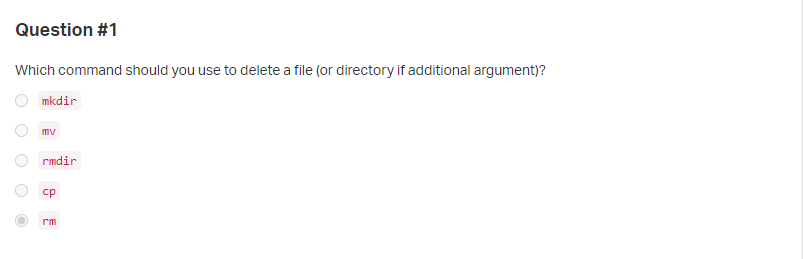 Question #1
Which command should you use to delete a file (or directory if additional argument)?
mkdir
mv
rmdir
cp
rm